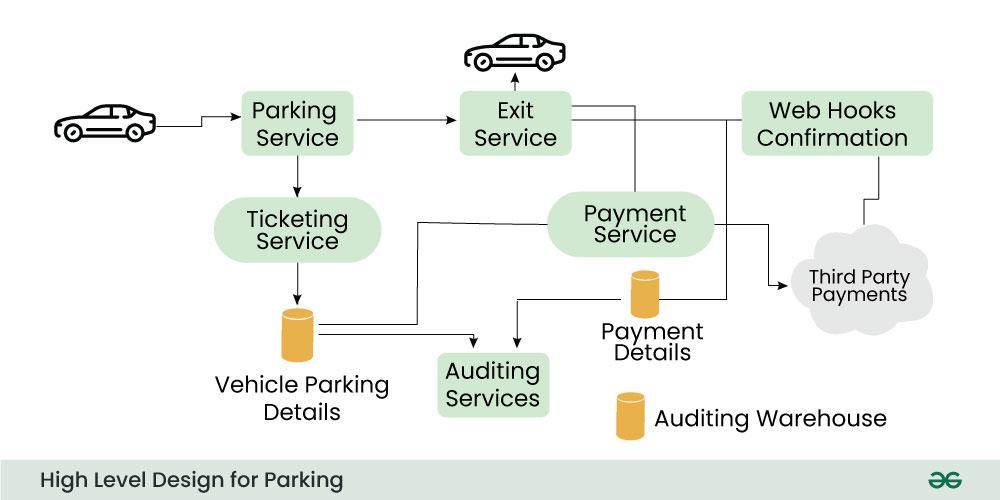 Parking
Service
Exit
Service
Web Hooks
Confirmation
Ticketing
Service
Payment
Service
Third Party
Payments
Payment
Details
Vehicle Parking
Details
Auditing
Services
Auditing Warehouse
High Level Design for Parking